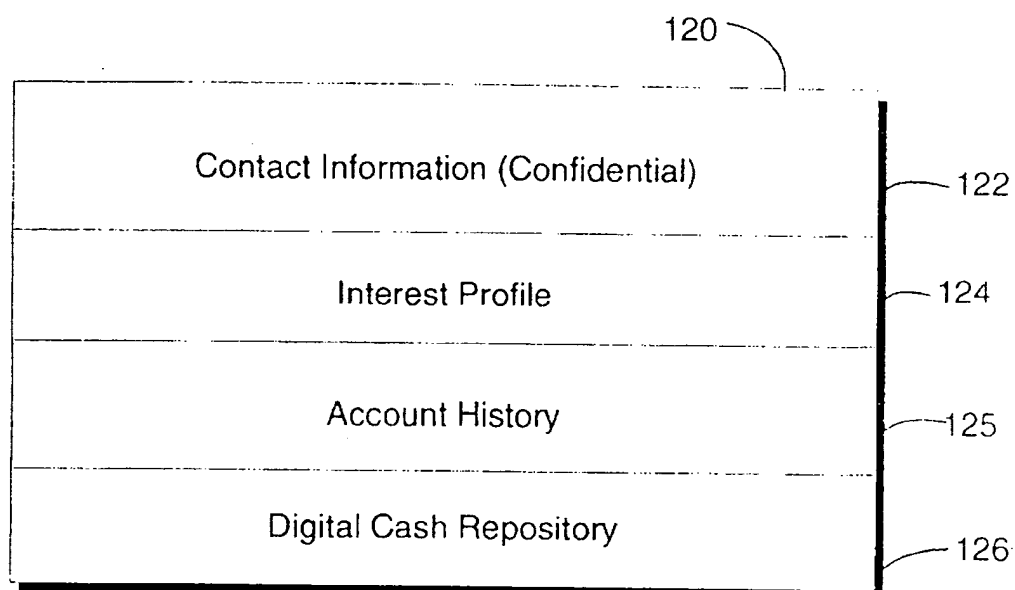 120
Contact Information (Confidential)
122
Interest Profile
124
Account History
125
Digital Cash Repository
126